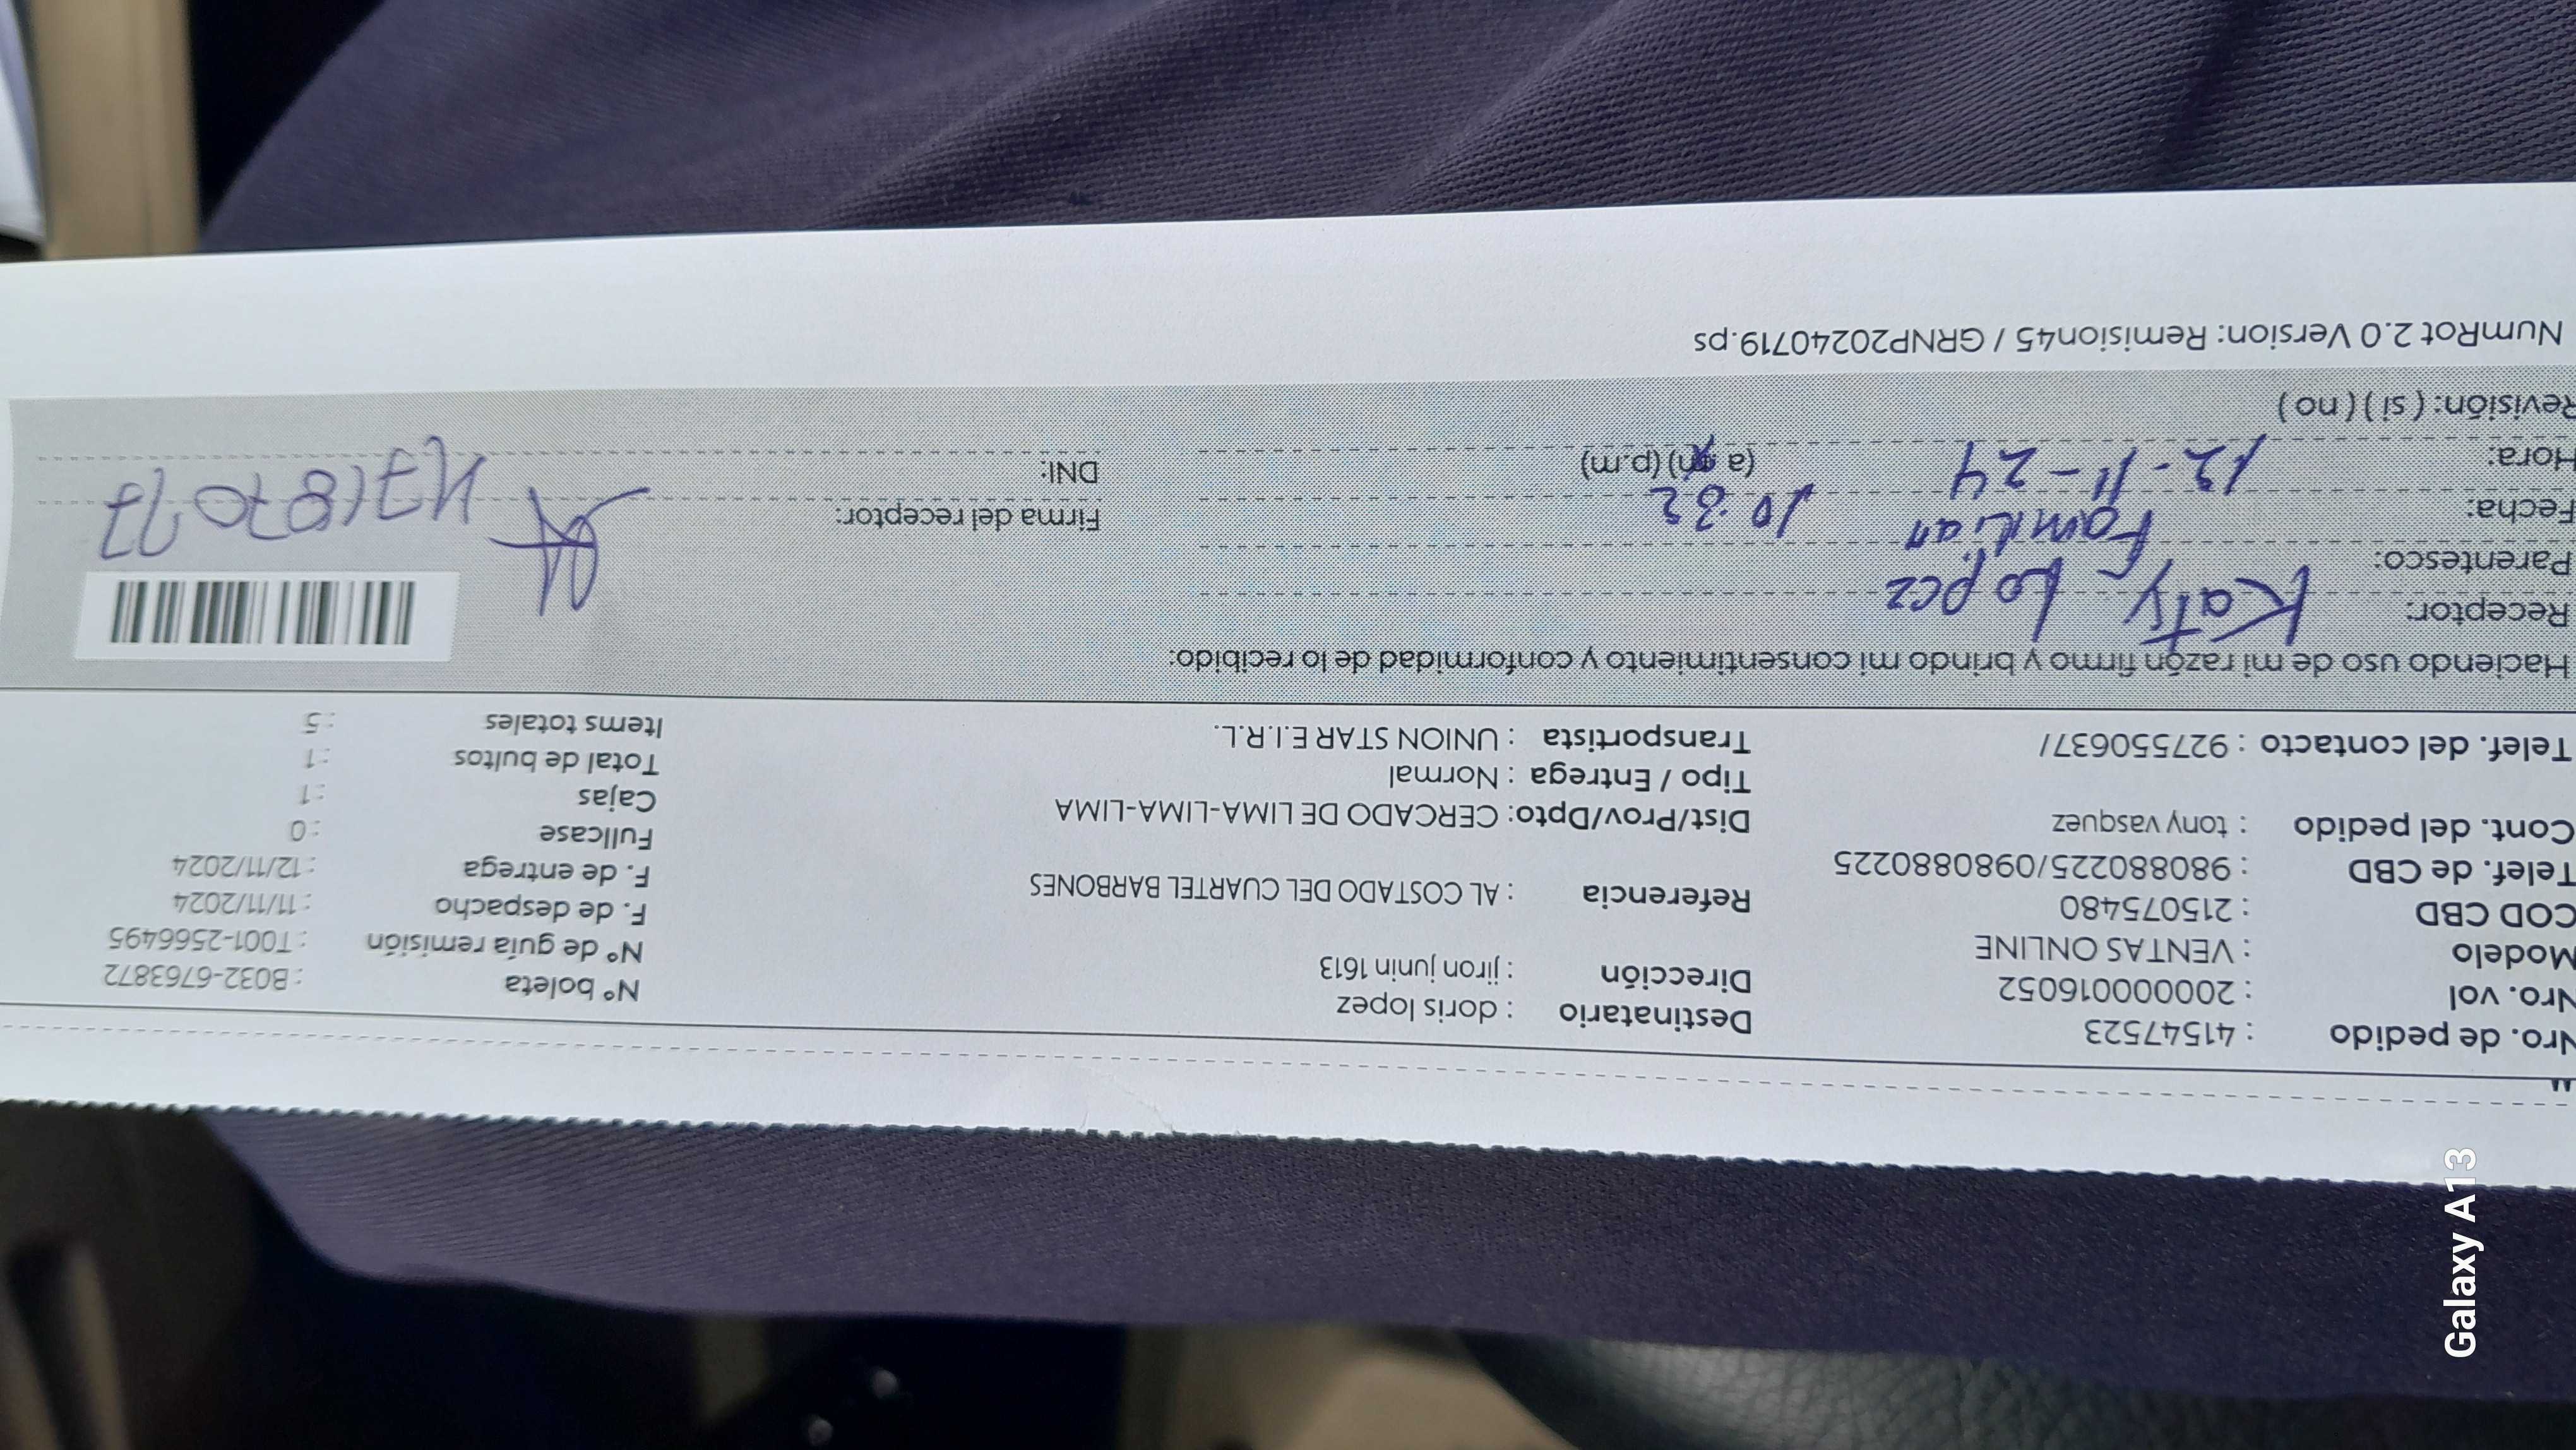 Nro. de pedido : 41547523
Nro. vol : 20000016052
Modelo : VENTAS ONLINE
COD CBD : 215075480
Telef. de CBD : 980880225/0980880225
Cont. del pedido : tony vasquez
Telef. del contacto : 927550637/
Destinatario : doris lopez
Dirección : jiron junin 1613
Referencia : AL COSTADO DEL CUARTEL BARBONES
Dist/Prov/Dpto: CERCADO DE LIMA-LIMA-LIMA
Tipo / Entrega : Normal
Transportista : UNION STAR E.I.R.L.
Nº boleta : B032-6763872
Nº de guía remisión : T001-2566495
F. de despacho : 11/11/2024
F. de entrega : 12/11/2024
Fullcase : 0
Cajas : 1
Total de bultos : 1
Items totales : 5
Haciendo uso de mi razón firmo y brindo mi consentimiento y conformidad de lo recibido:
Receptor: Katy Lopez
Parentesco: Familiar
Fecha: 12-11-24
Hora: 10:32 (a.m) (p.m)
Revisión: ( si ) ( no )
Firma del receptor:
DNI:
NumRot 2.0 Version: Remision45 / GRNP20240719.ps
Galaxy A13